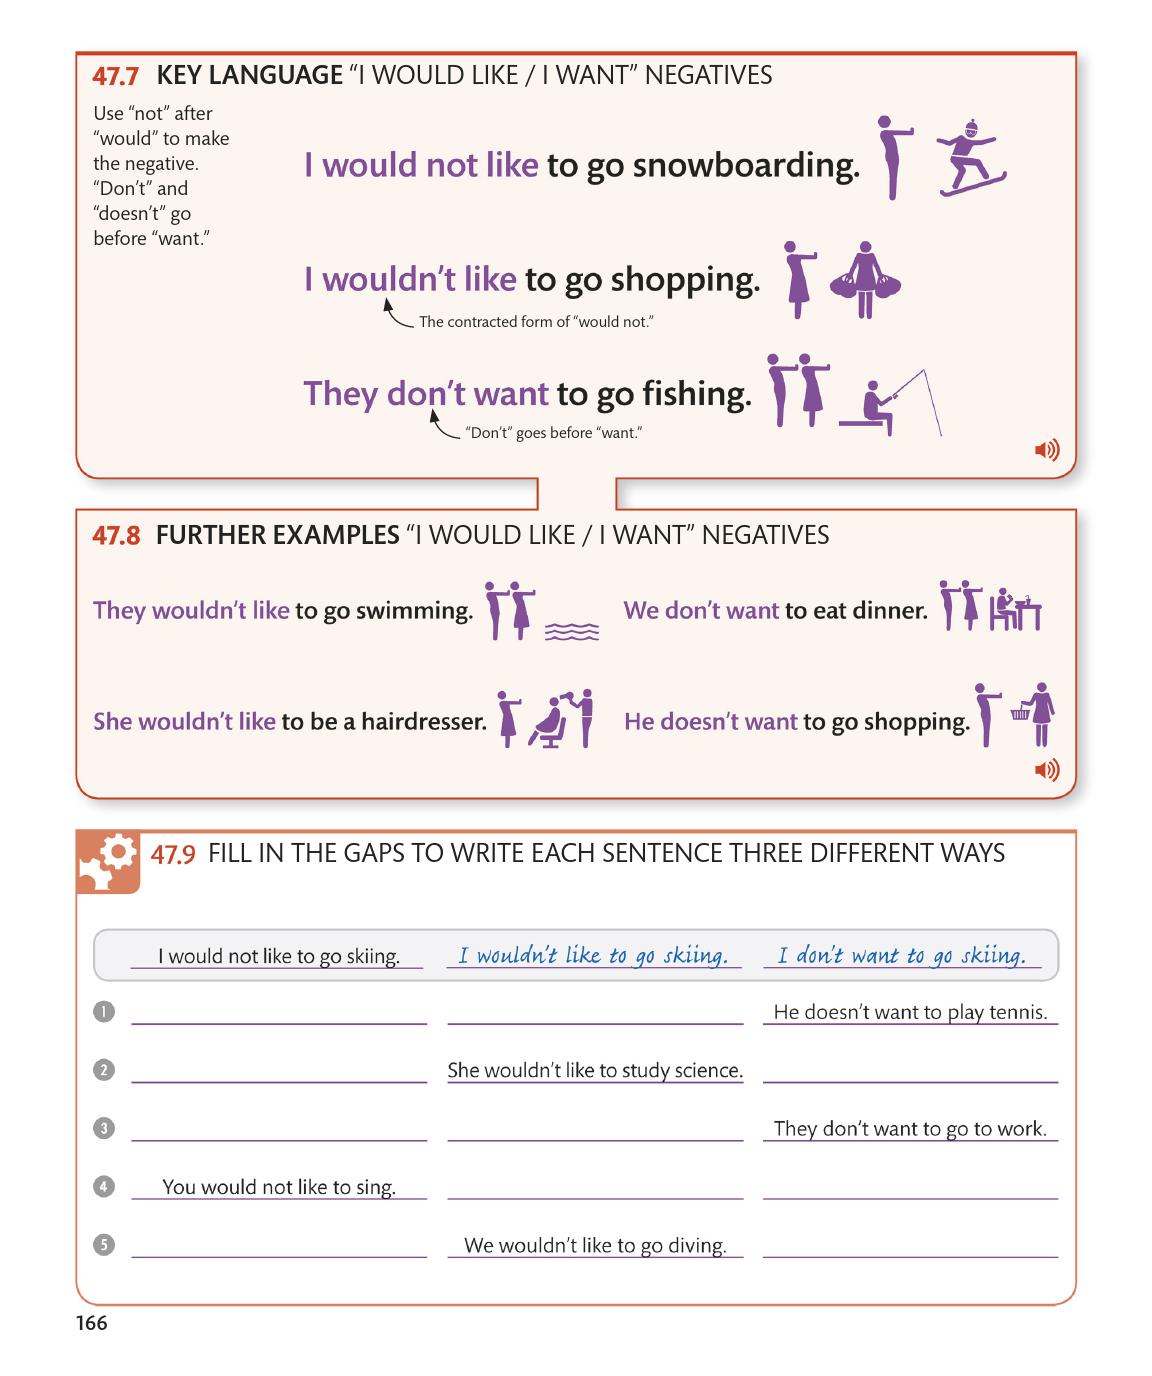 47.7 KEY LANGUAGE “I WOULD LIKE / I WANT” NEGATIVES
Use “not” after
“would” to make
the negative.
“Don’t” and
“doesn’t” go
before “want.”
I would not like to go snowboarding.
I wouldn’t like to go shopping.
The contracted form of “would not.”
They don’t want to go fishing.
“Don’t” goes before “want.”
47.8 FURTHER EXAMPLES “I WOULD LIKE / I WANT” NEGATIVES
They wouldn’t like to go swimming.
We don’t want to eat dinner.
She wouldn’t like to be a hairdresser.
He doesn’t want to go shopping.
47.9 FILL IN THE GAPS TO WRITE EACH SENTENCE THREE DIFFERENT WAYS
I would not like to go skiing. I wouldn’t like to go skiing. I don’t want to go skiing.
1 He doesn’t want to play tennis.
2 She wouldn’t like to study science.
3 They don’t want to go to work.
4 You would not like to sing.
5 We wouldn’t like to go diving.
166